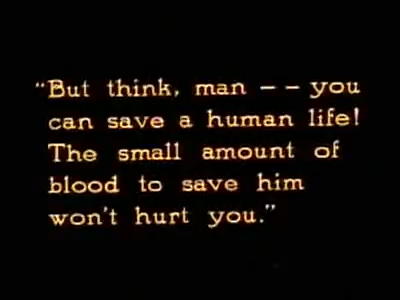 "But think, man -- you
can save a human life!
The small amount of
blood to save him
won't hurt you."